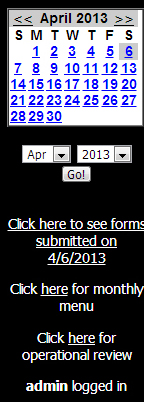 << April 2013 >>
S M T W T F S
1 2 3 4 5 6
7 8 9 10 11 12 13
14 15 16 17 18 19 20
21 22 23 24 25 26 27
28 29 30
Apr 2013
Go!
Click here to see forms
submitted on
4/6/2013
Click here for monthly
menu
Click here for
operational review
admin logged in